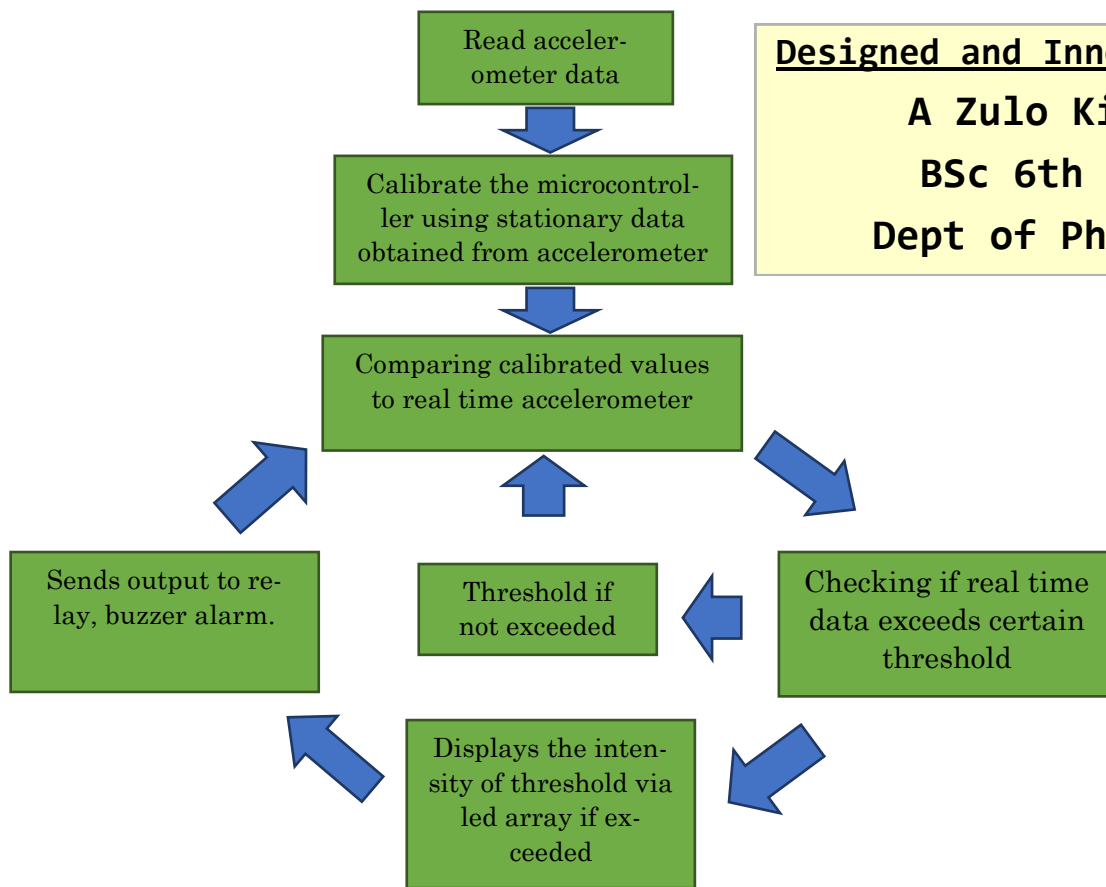 Read acceler-
ometer data
Designed and
A Zulo
BSc 6th
Dept of
Calibrate the microcontrol-
ler using stationary data
obtained from accelerometer
Comparing calibrated values
to real time accelerometer
Sends output to re-
lay, buzzer alarm.
Threshold if
not exceeded
Checking if real time
data exceeds certain
threshold
Displays the inten-
sity of threshold via
led array if ex-
ceeded